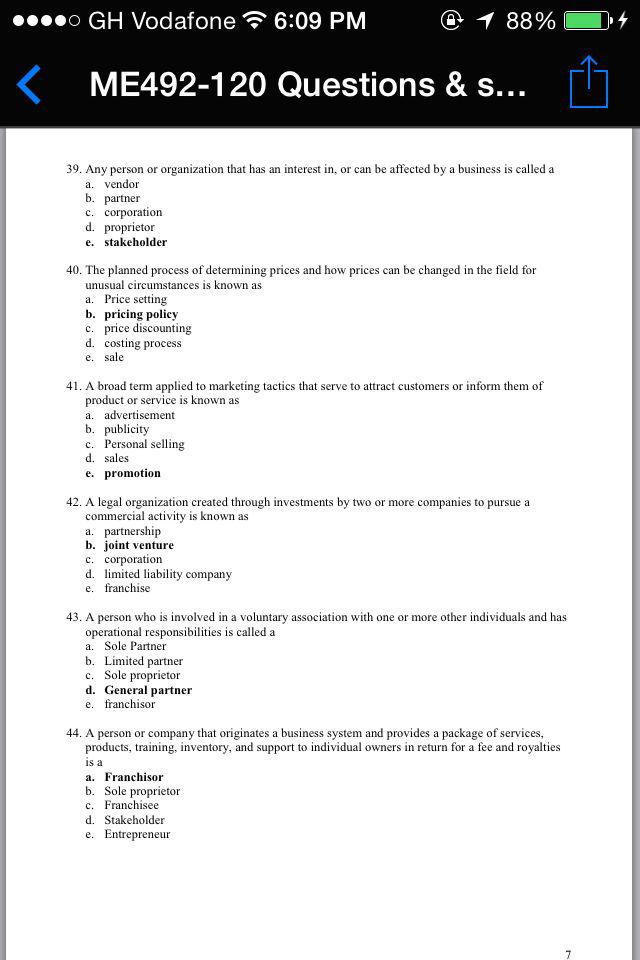 GH Vodafone 6:09 PM 88%
ME492-120 Questions & s...
39. Any person or organization that has an interest in, or can be affected by a business is called a
a. vendor
b. partner
c. corporation
d. proprietor
e. stakeholder
40. The planned process of determining prices and how prices can be changed in the field for
unusual circumstances is known as
a. Price setting
b. pricing policy
c. price discounting
d. costing process
e. sale
41. A broad term applied to marketing tactics that serve to attract customers or inform them of
product or service is known as
a. advertisement
b. publicity
c. Personal selling
d. sales
e. promotion
42. A legal organization created through investments by two or more companies to pursue a
commercial activity is known as
a. partnership
b. joint venture
c. corporation
d. limited liability company
e. franchise
43. A person who is involved in a voluntary association with one or more other individuals and has
operational responsibilities is called a
a. Sole Partner
b. Limited partner
c. Sole proprietor
d. General partner
e. franchisor
44. A person or company that originates a business system and provides a package of services,
products, training, inventory, and support to individual owners in return for a fee and royalties
is a
a. Franchisor
b. Sole proprietor
c. Franchisee
d. Stakeholder
e. Entrepreneur
7